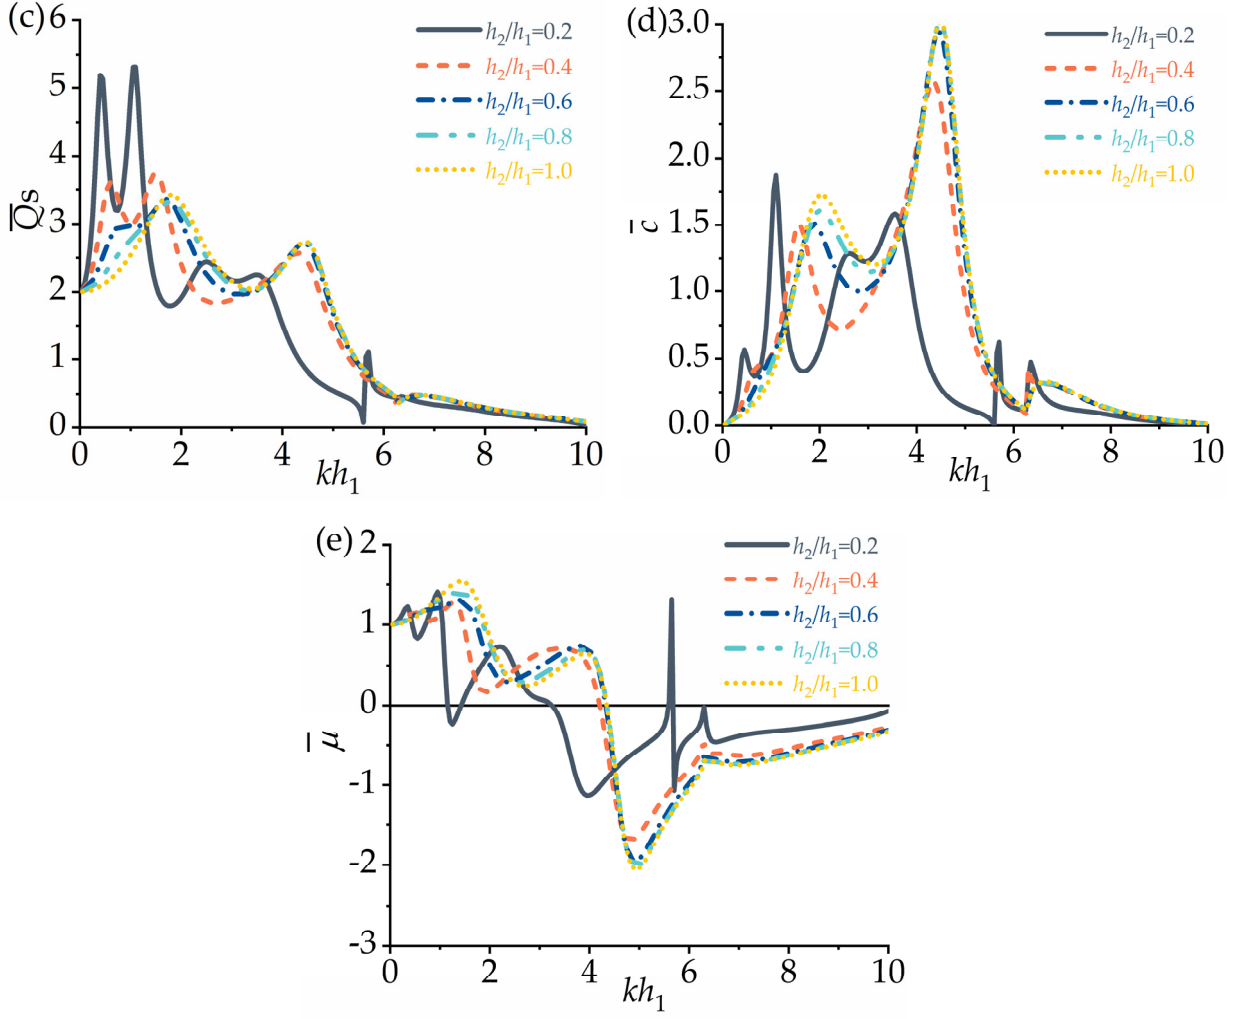 (c)
6
5
4
3
2
1
0
Q̅s
h₂/h₁=0.2
h₂/h₁=0.4
h₂/h₁=0.6
h₂/h₁=0.8
h₂/h₁=1.0
0 2 4 6 8 10
kh₁
(d)
3.0
2.5
2.0
1.5
1.0
0.5
0.0
c̅
h₂/h₁=0.2
h₂/h₁=0.4
h₂/h₁=0.6
h₂/h₁=0.8
h₂/h₁=1.0
0 2 4 6 8 10
kh₁
(e)
2
1
0
-1
-2
-3
μ̅
h₂/h₁=0.2
h₂/h₁=0.4
h₂/h₁=0.6
h₂/h₁=0.8
h₂/h₁=1.0
0 2 4 6 8 10
kh₁